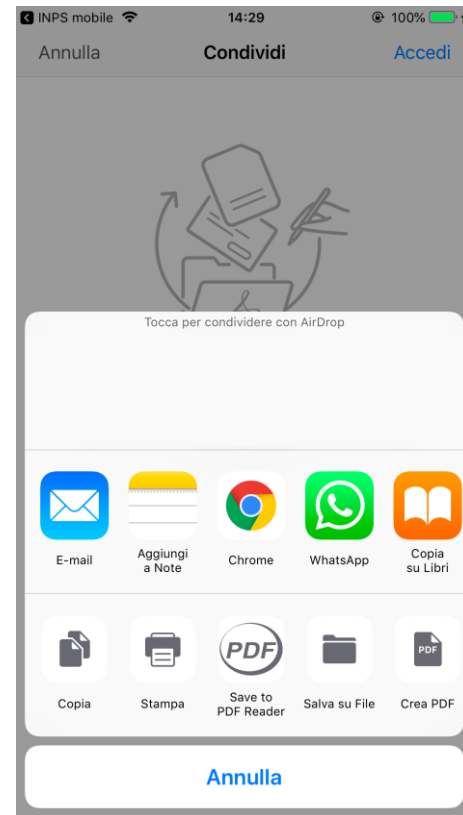 INPS mobile 14:29 100%
Annulla Condividi Accedi
Tocca per condividere con AirDrop
E-mail Aggiungi a Note Chrome WhatsApp Copia su Libri
PDF PDF
Copia Stampa Save to PDF Reader Salva su File Crea PDF
Annulla